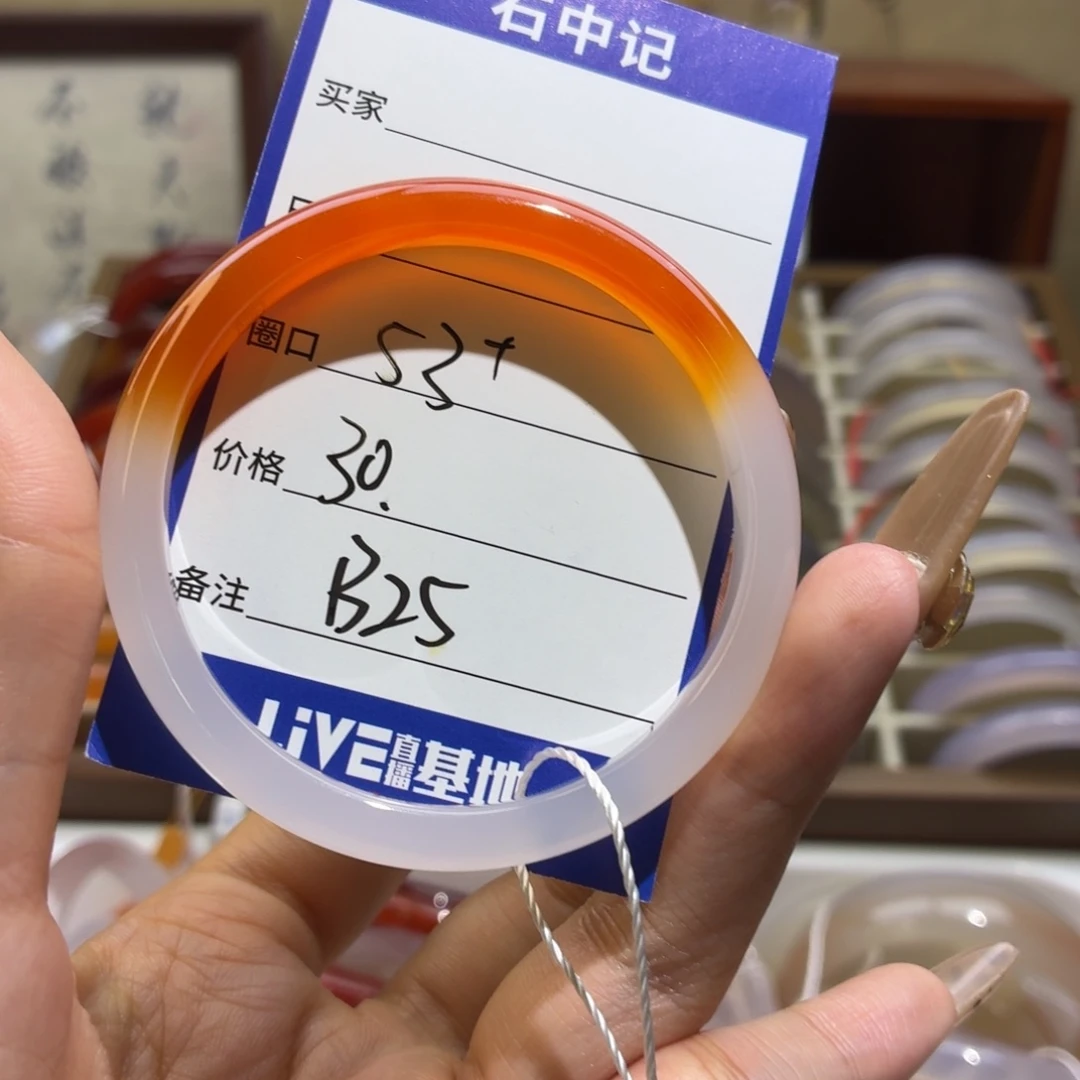 石中记
买家
圈口 53+
价格 30.
备注 B25
LiVE直播基地